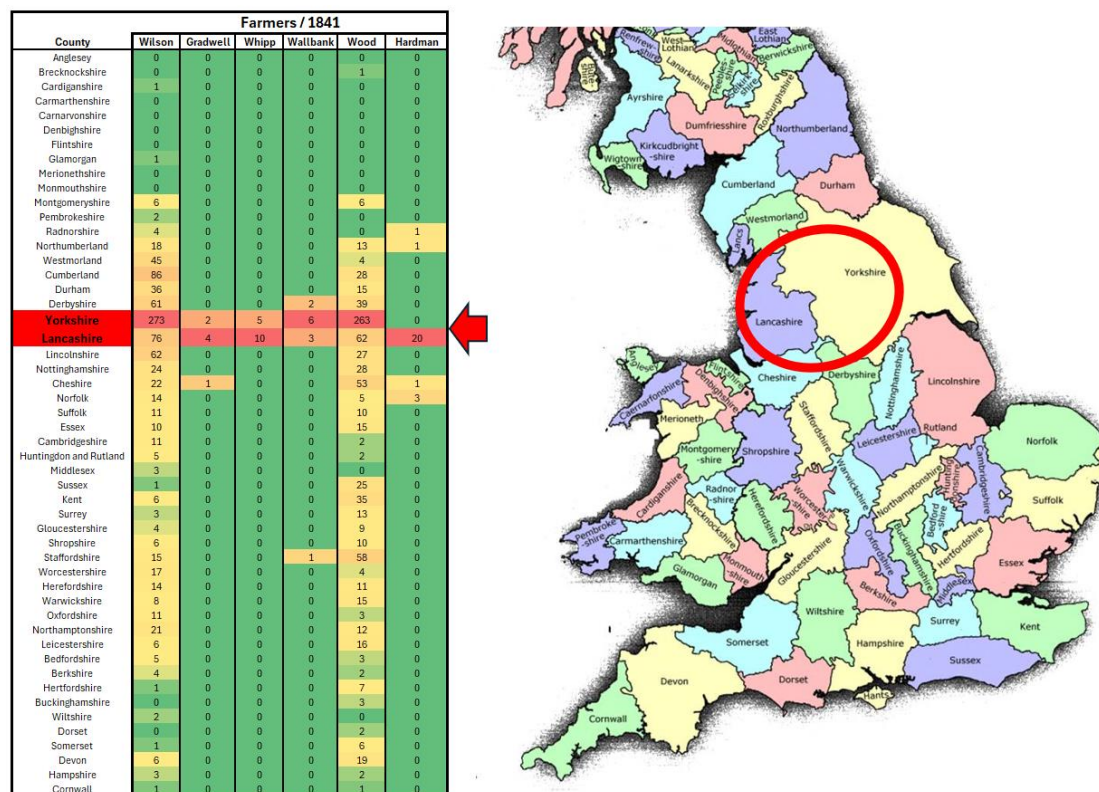 Farmers / 1841
County Wilson Gradwell Whipp Wallbank Wood Hardman
Anglesey 0 0 0 0 0 0
Brecknockshire 0 0 0 0 1 0
Cardiganshire 1 0 0 0 0 0
Carmarthenshire 0 0 0 0 0 0
Carnarvonshire 0 0 0 0 0 0
Denbighshire 0 0 0 0 0 0
Flintshire 0 0 0 0 0 0
Glamorgan 1 0 0 0 0 0
Merionethshire 0 0 0 0 0 0
Monmouthshire 0 0 0 0 0 0
Montgomeryshire 6 0 0 0 6 0
Pembrokeshire 2 0 0 0 0 0
Radnorshire 4 0 0 0 0 1
Northumberland 18 0 0 0 13 1
Westmorland 45 0 0 0 4 0
Cumberland 86 0 0 0 28 0
Durham 36 0 0 0 15 0
Derbyshire 61 0 0 2 39 0
Yorkshire 273 2 5 6 263 0
Lancashire 76 4 10 3 62 20
Lincolnshire 62 0 0 0 27 0
Nottinghamshire 24 0 0 0 28 0
Cheshire 22 1 0 0 53 1
Norfolk 14 0 0 0 5 3
Suffolk 11 0 0 0 10 0
Essex 10 0 0 0 15 0
Cambridgeshire 11 0 0 0 2 0
Huntingdon and Rutland 5 0 0 0 2 0
Middlesex 3 0 0 0 0 0
Sussex 1 0 0 0 25 0
Kent 6 0 0 0 35 0
Surrey 3 0 0 0 13 0
Gloucestershire 4 0 0 0 9 0
Shropshire 6 0 0 0 10 0
Staffordshire 15 0 0 1 58 0
Worcestershire 17 0 0 0 4 0
Herefordshire 14 0 0 0 11 0
Warwickshire 8 0 0 0 15 0
Oxfordshire 11 0 0 0 3 0
Northamptonshire 21 0 0 0 12 0
Leicestershire 6 0 0 0 16 0
Bedfordshire 5 0 0 0 3 0
Berkshire 4 0 0 0 2 0
Hertfordshire 1 0 0 0 7 0
Buckinghamshire 0 0 0 0 3 0
Wiltshire 2 0 0 0 0 0
Dorset 0 0 0 0 2 0
Somerset 1 0 0 0 6 0
Devon 6 0 0 0 19 0
Hampshire 3 0 0 0 2 0
Cornwall 1 0 0 0 1 0
Renfrew-
shire
West
Lothian
Midlothian
East
Lothian
Berwickshire
Lanarkshire
Peebles-
shire
Selkirk-
shire
Roxburghshire
Bute-
shire
Ayrshire
Dumfriesshire
Northumberland
Kirkcudbright
-shire
Wigtown-
shire
Cumberland
Durham
Westmorland
Lancs
Yorkshire
Lancashire
Anglesey
Flintshire
Denbighshire
Cheshire
Derbyshire
Nottinghamshire
Lincolnshire
Caernarfonshire
Merioneth
Staffordshire
Shropshire
Leicestershire
Rutland
Norfolk
Montgomery
-shire
Cardiganshire
Radnor
-shire
Worcester
-shire
Warwickshire
Northamptonshire
Hunting
donshire
Cambridgeshire
Suffolk
Pembroke
-shire
Carmarthenshire
Brecknockshire
Herefordshire
Bedford
shire
Glamorgan
Monmouth
-shire
Gloucestershire
Oxfordshire
Buckinghamshire
Hertfordshire
Essex
Middlesex
Berkshire
Wiltshire
Somerset
Surrey
Kent
Hampshire
Sussex
Devon
Dorset
Hants
Cornwall